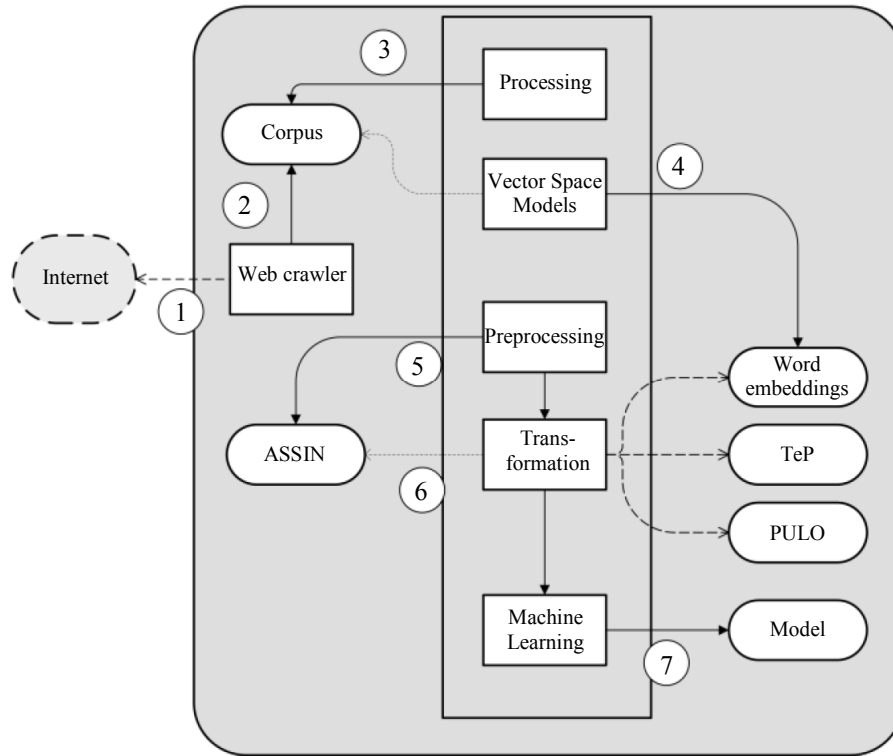 3
Processing
Corpus
Vector Space
Models
4
2
Internet
Web crawler
1
Preprocessing
5
Word
embeddings
Trans-
formation
ASSIN
TeP
6
PULO
Machine
Learning
Model
7